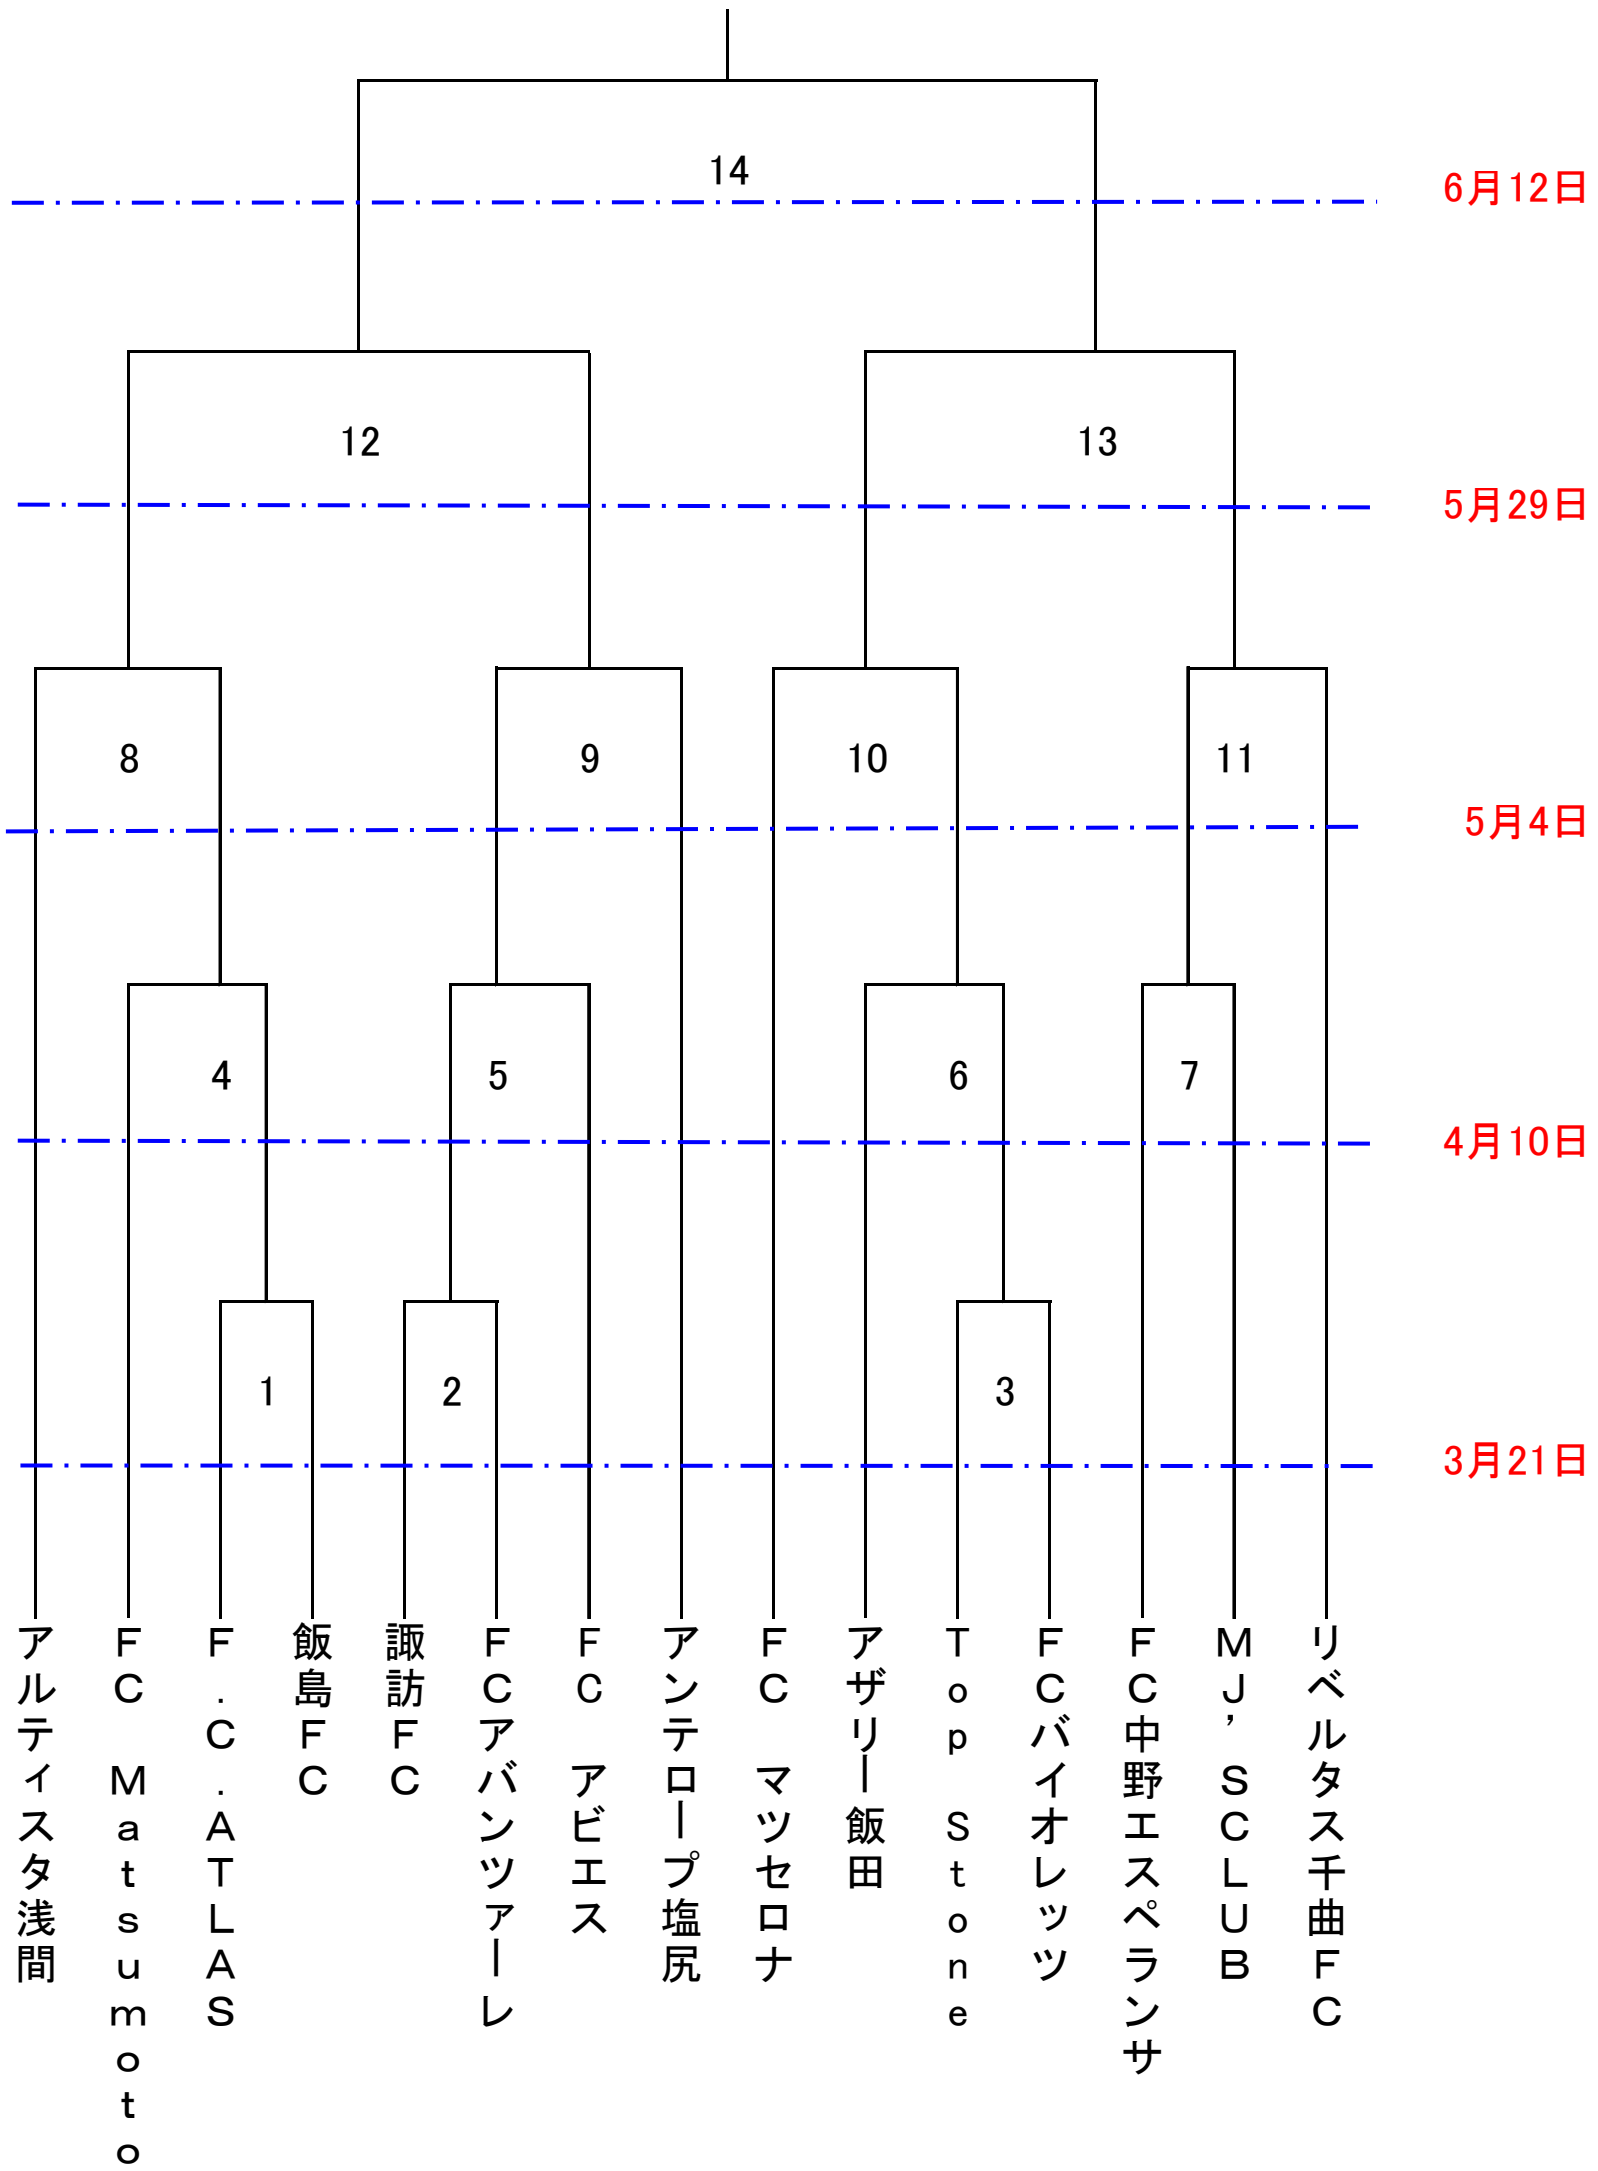 14
6月12日
12
13
5月29日
8
9
10
11
5月4日
4
5
6
7
4月10日
1
2
3
3月21日
アルティスタ浅間
ＦＣ　Ｍａｔｓｕｍｏｔｏ
Ｆ．Ｃ．ＡＴＬＡＳ
飯島ＦＣ
諏訪ＦＣ
ＦＣアバンツァーレ
ＦＣ　アビエス
アンテロープ塩尻
ＦＣ　マツセロナ
アザリー飯田
Ｔｏｐ　Ｓｔｏｎｅ
ＦＣバイオレッツ
ＦＣ中野エスペランサ
ＭＪ’ＳＣＬＵＢ
リベルタス千曲ＦＣ